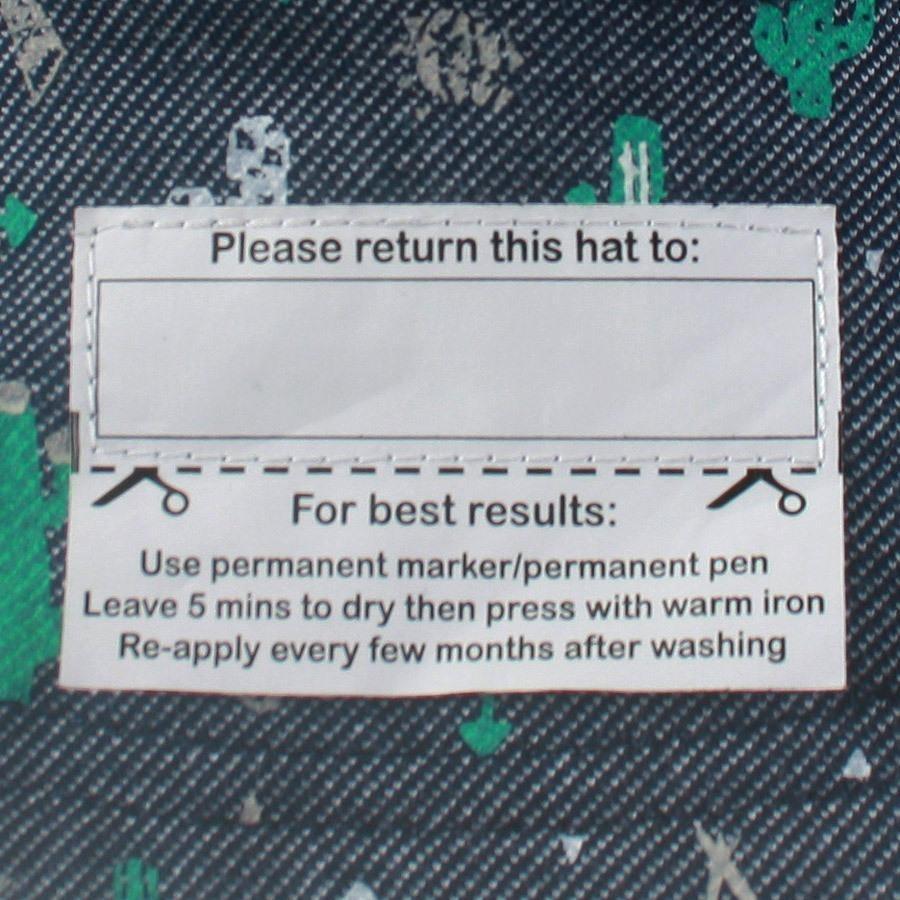 Please return this hat to:
For best results:
Use permanent marker/permanent pen
Leave 5 mins to dry then press with warm iron
Re-apply every few months after washing